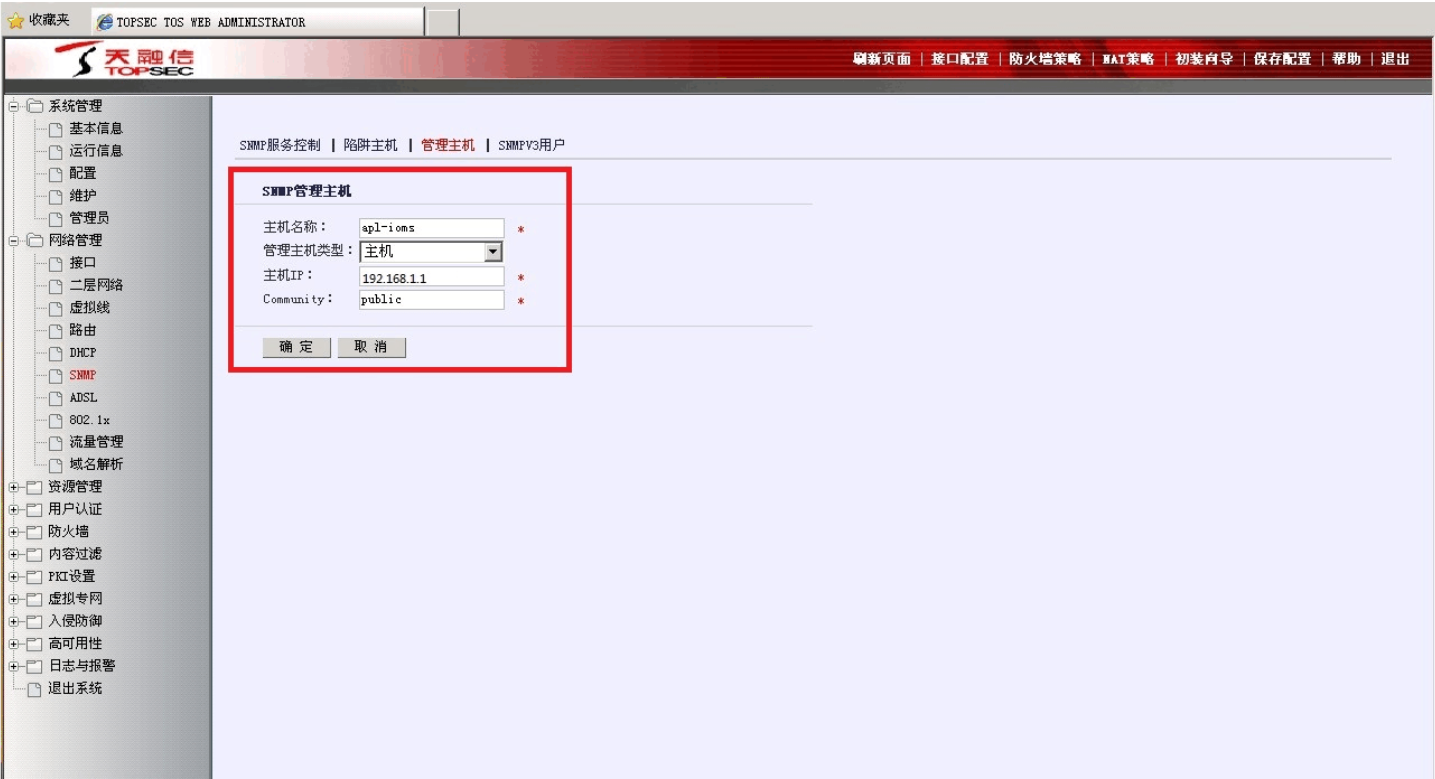 收藏夹 TOPSEC TOS WEB ADMINISTRATOR
天融信
TOPSEC
刷新页面 | 接口配置 | 防火墙策略 | NAT策略 | 初装向导 | 保存配置 | 帮助 | 退出
系统管理
基本信息
运行信息
配置
维护
管理员
网络管理
接口
二层网络
虚拟线
路由
DHCP
SNMP
ADSL
802.1x
流量管理
域名解析
资源管理
用户认证
防火墙
内容过滤
PKI设置
虚拟专网
入侵防御
高可用性
日志与报警
退出系统
SNMP服务控制 | 陷阱主机 | 管理主机 | SNMPV3用户
SNMP管理主机
主机名称： apl-ioms *
管理主机类型： 主机
主机IP： 192.168.1.1 *
Community： public *
确定 取消